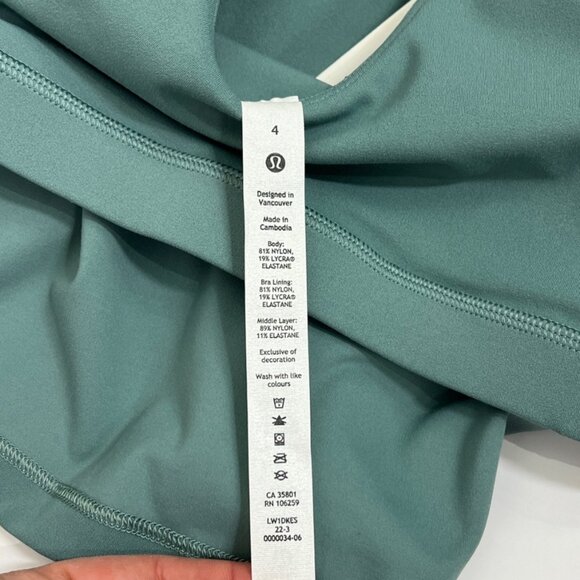 4
Designed in
Vancouver
Made in
Cambodia
Body:
81% NYLON,
19% LYCRA®
ELASTANE
Bra Lining:
81% NYLON,
19% LYCRA®
ELASTANE
Middle Layer:
89% NYLON,
11% ELASTANE
Exclusive of
decoration
Wash with like
colours
CA 35801
RN 106259
LW1DKES
22-3
0000034-06